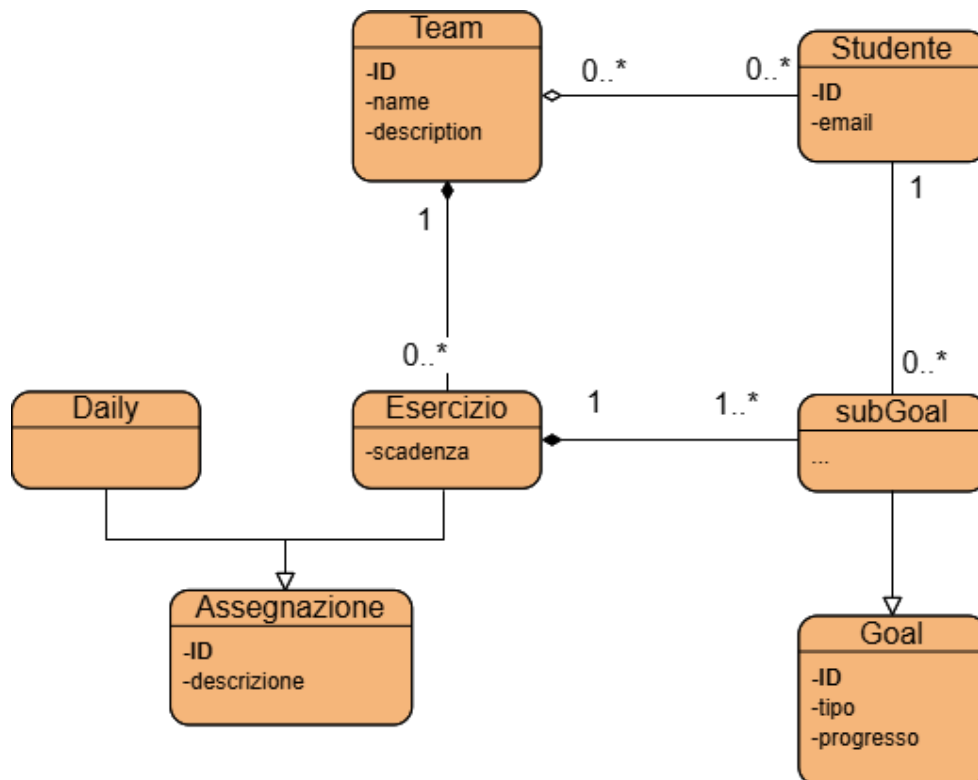 Team
-ID
-name
-description
0..*
0..*
Studente
-ID
-email
1
1
0..*
0..*
Daily
Esercizio
-scadenza
1
1..*
subGoal
...
Assegnazione
-ID
-descrizione
Goal
-ID
-tipo
-progresso